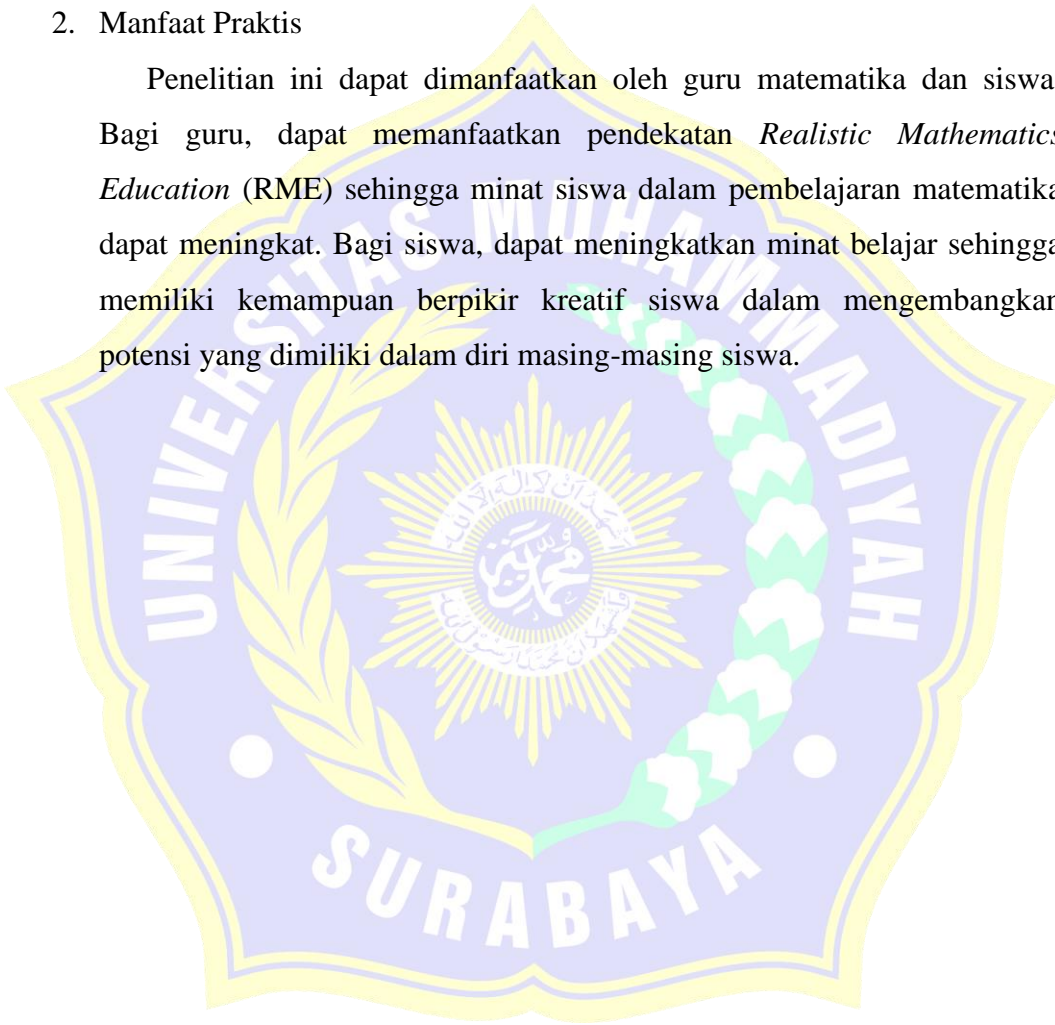 2. Manfaat Praktis
Penelitian ini dapat dimanfaatkan oleh guru matematika dan siswa
Bagi guru, dapat memanfaatkan pendekatan Realistic Mathematics
Education (RME) sehingga minat siswa dalam pembelajaran matematika
dapat meningkat. Bagi siswa, dapat meningkatkan minat belajar sehingga
memiliki kemampuan berpikir kreatif siswa dalam mengembangkan
potensi yang dimiliki dalam diri masing-masing siswa.
UNIVERSITAS MUHAMMADIYAH
SURABAYA